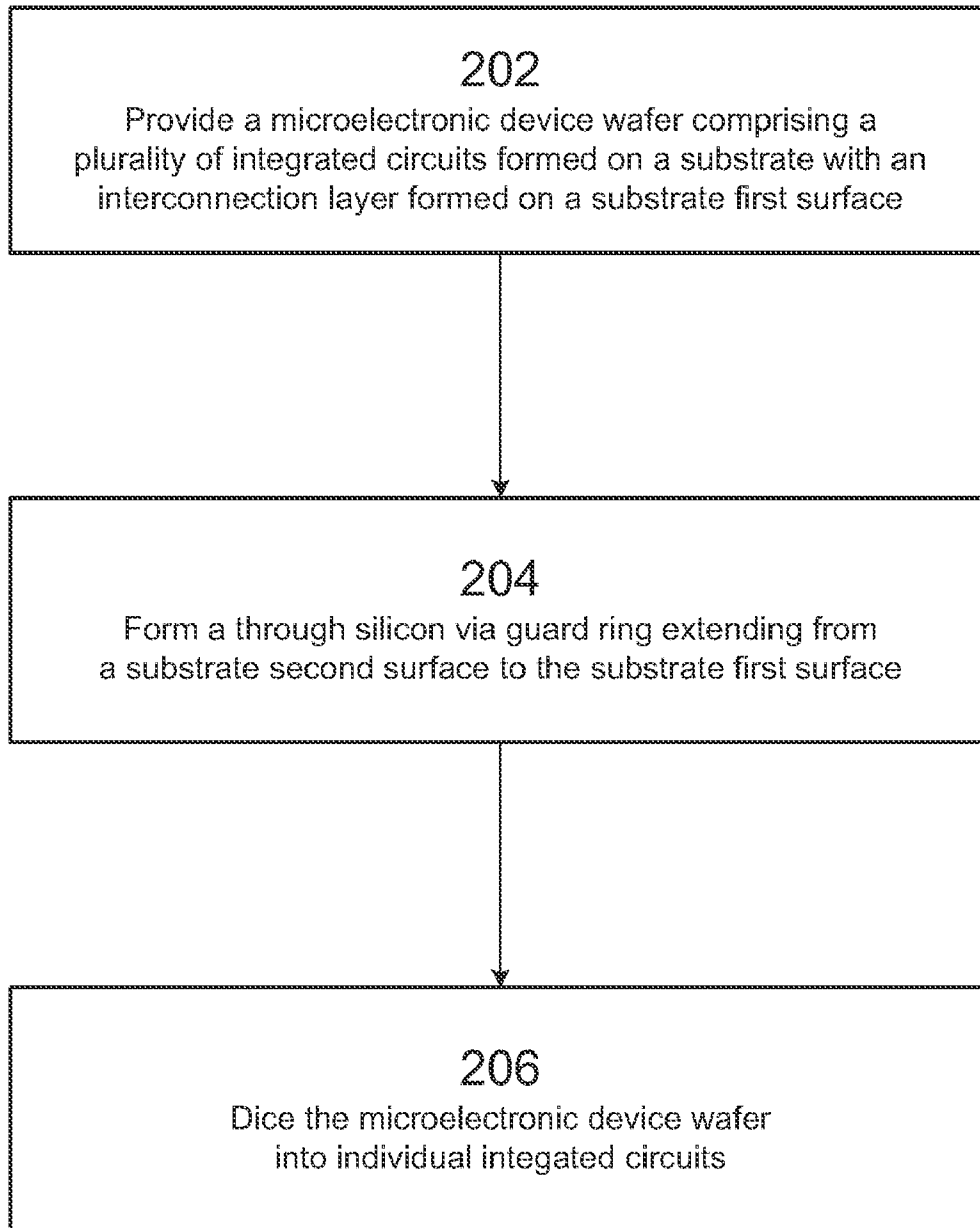 202
Provide a microelectronic device wafer comprising a
plurality of integrated circuits formed on a substrate with an
interconnection layer formed on a substrate first surface
204
Form a through silicon via guard ring extending from
a substrate second surface to the substrate first surface
206
Dice the microelectronic device wafer
into individual integated circuits